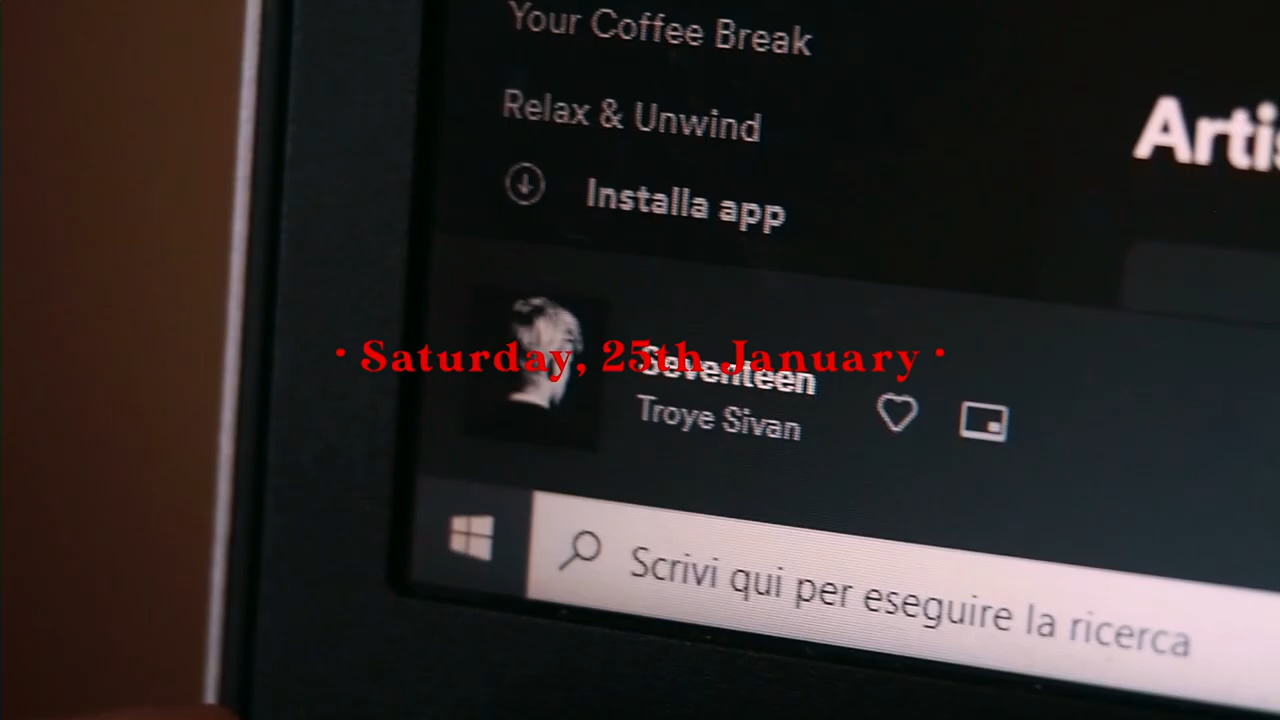 Your Coffee Break
Relax & Unwind
Installa app
• Saturday, 25th January •
Seventeen
Troye Sivan
Scrivi qui per eseguire la ricerca